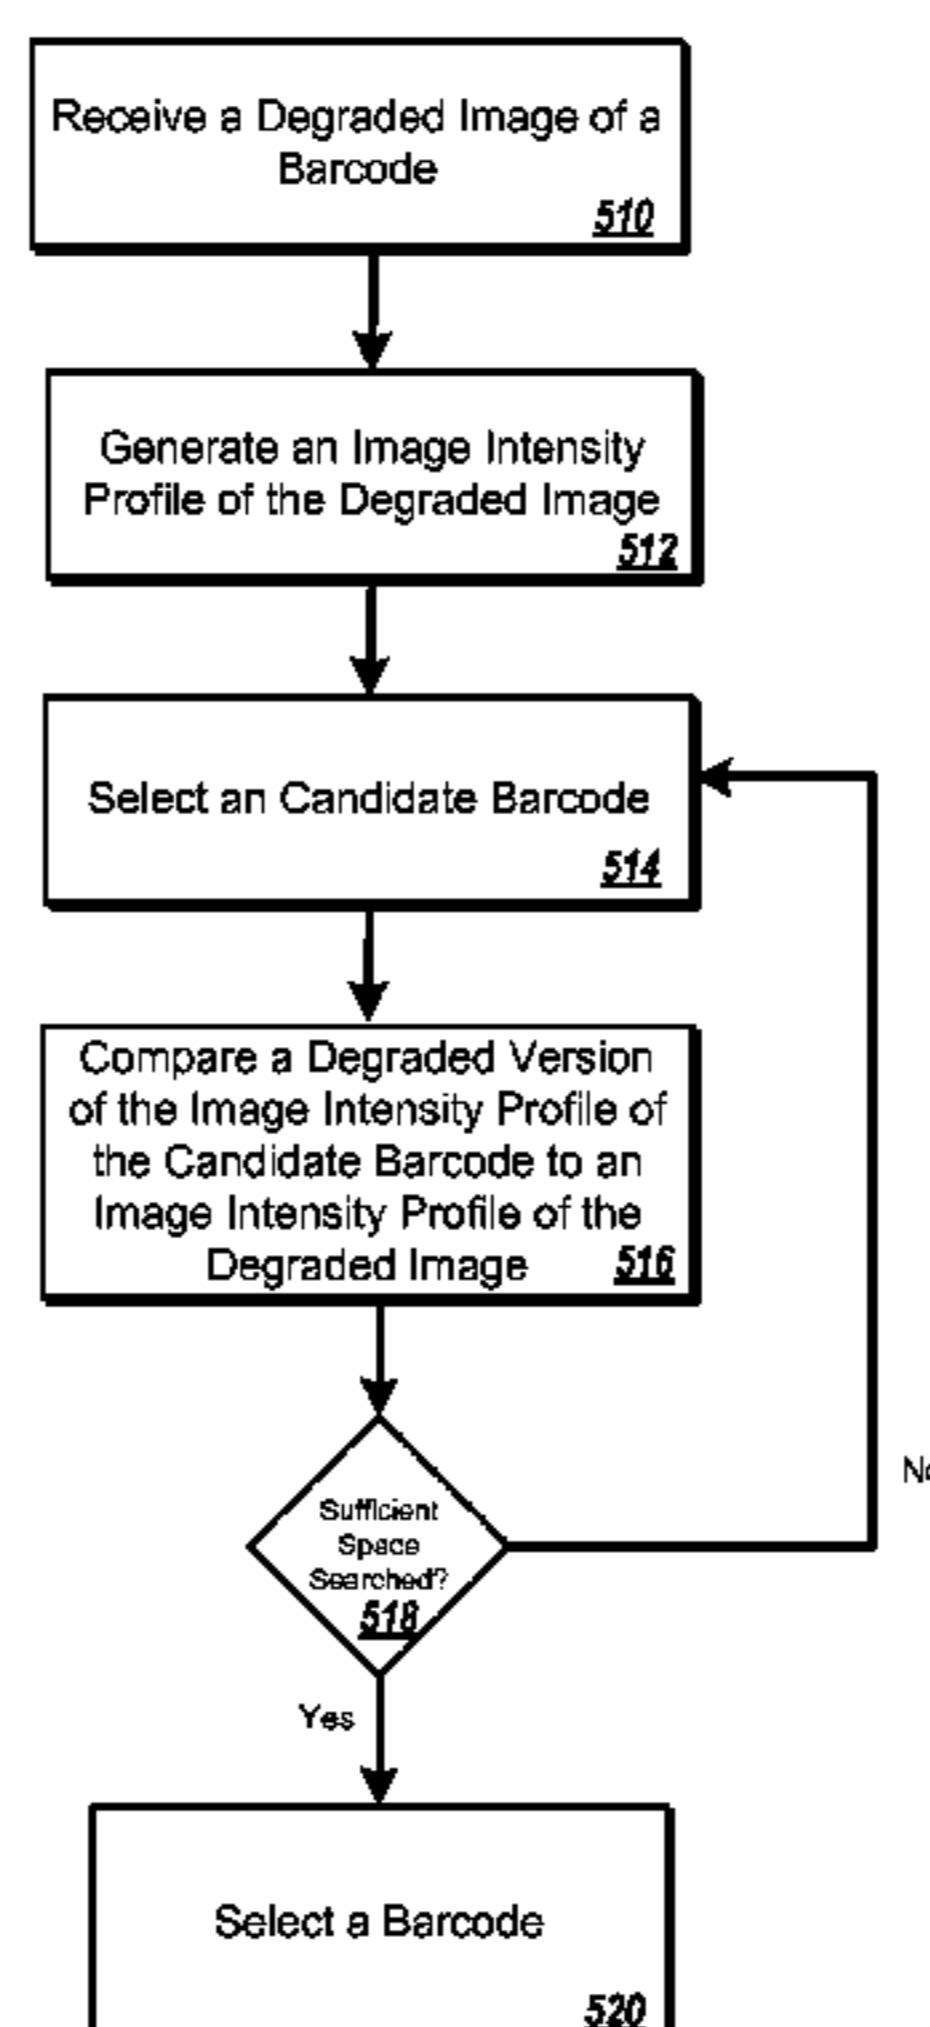 Receive a Degraded Image of a
Barcode
510
Generate an Image Intensity
Profile of the Degraded Image
512
Select an Candidate Barcode
514
Compare a Degraded Version
of the Image Intensity Profile of
the Candidate Barcode to an
Image Intensity Profile of the
Degraded Image 516
Sufficient
Space
Searched?
518
No
Yes
Select a Barcode
520